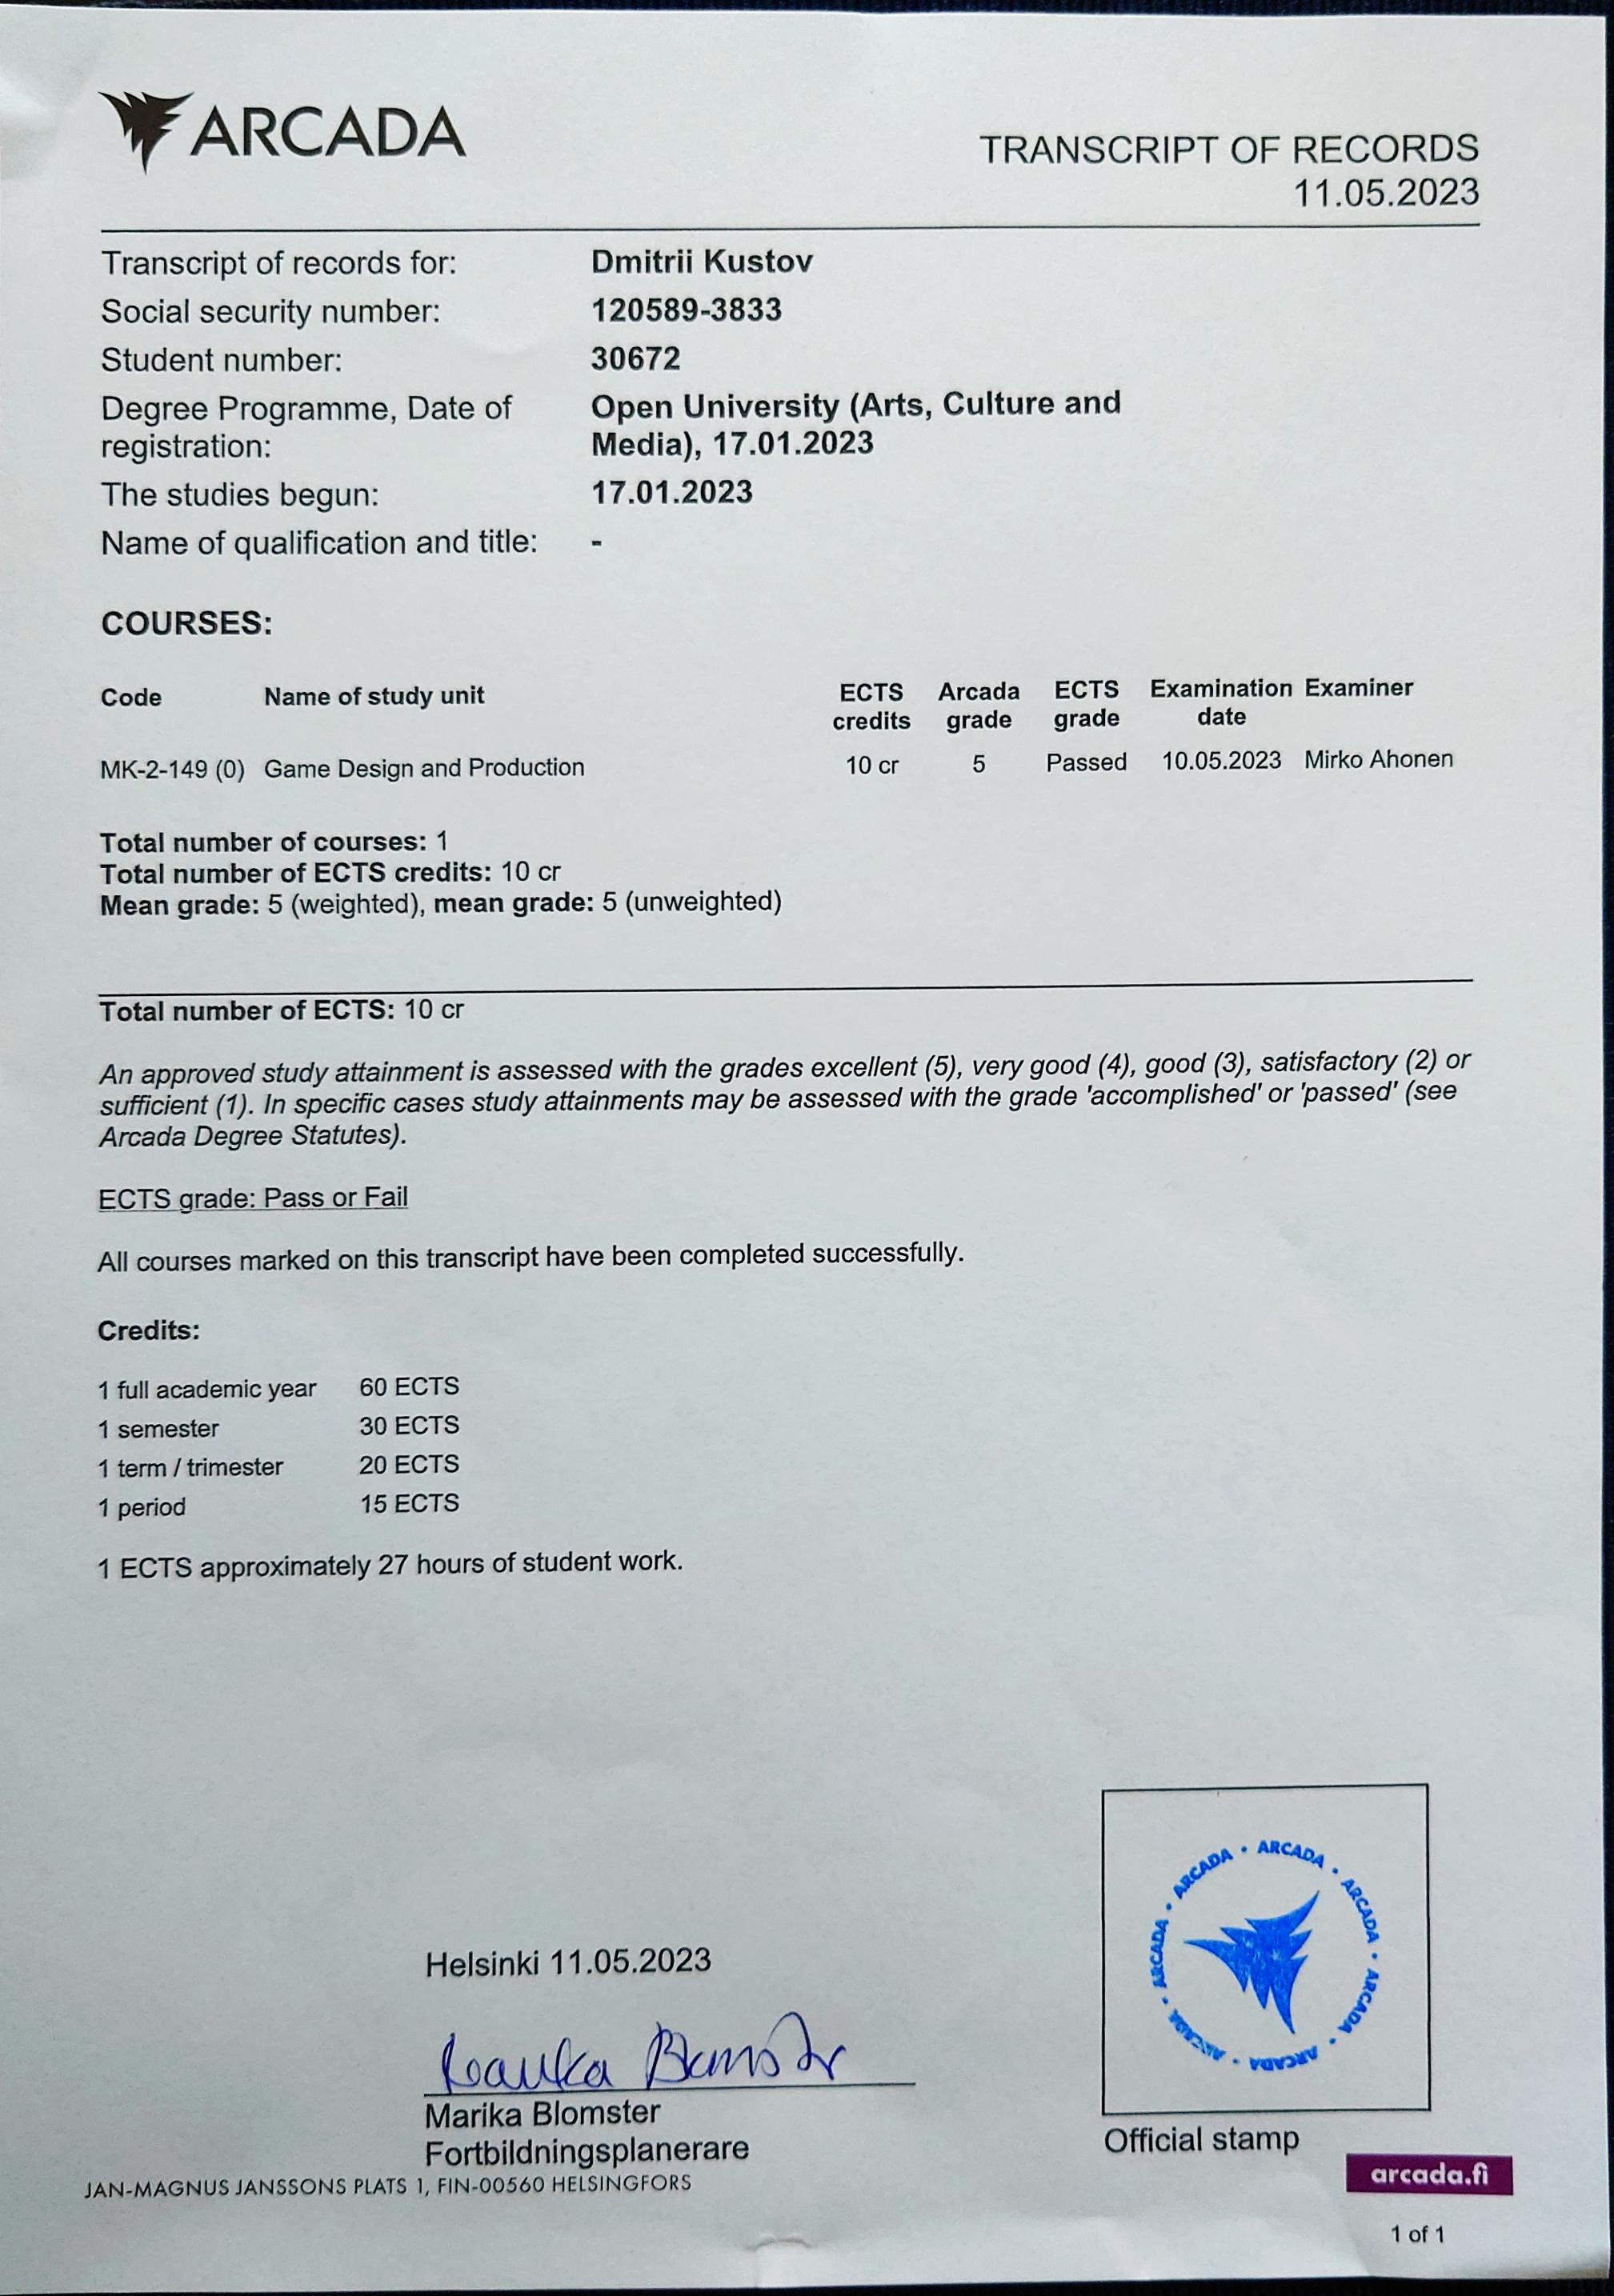 ARCADA
TRANSCRIPT OF RECORDS
11.05.2023
Transcript of records for: Dmitrii Kustov
Social security number: 120589-3833
Student number: 30672
Degree Programme, Date of registration: Open University (Arts, Culture and Media), 17.01.2023
The studies begun: 17.01.2023
Name of qualification and title: -
COURSES:
Code Name of study unit ECTS credits Arcada grade ECTS grade Examination date Examiner
MK-2-149 (0) Game Design and Production 10 cr 5 Passed 10.05.2023 Mirko Ahonen
Total number of courses: 1
Total number of ECTS credits: 10 cr
Mean grade: 5 (weighted), mean grade: 5 (unweighted)
Total number of ECTS: 10 cr
An approved study attainment is assessed with the grades excellent (5), very good (4), good (3), satisfactory (2) or
sufficient (1). In specific cases study attainments may be assessed with the grade 'accomplished' or 'passed' (see
Arcada Degree Statutes).
ECTS grade: Pass or Fail
All courses marked on this transcript have been completed successfully.
Credits:
1 full academic year 60 ECTS
1 semester 30 ECTS
1 term / trimester 20 ECTS
1 period 15 ECTS
1 ECTS approximately 27 hours of student work.
ARCADA · ARCADA · ARCADA · ARCADA · ARCADA · ARCADA · ARCADA · ARCADA ·
Helsinki 11.05.2023
Marika Blomster
Marika Blomster
Fortbildningsplanerare
Official stamp
JAN-MAGNUS JANSSONS PLATS 1, FIN-00560 HELSINGFORS
arcada.fi
1 of 1